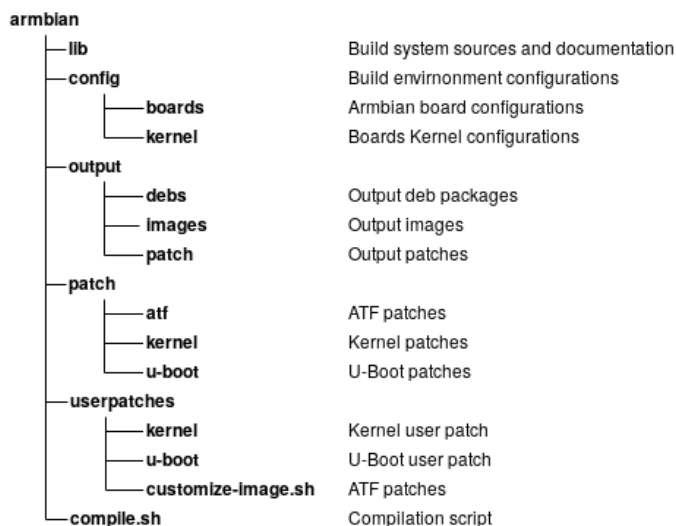 armbian
lib Build system sources and documentation
config Build envirnonment configurations
boards Armbian board configurations
kernel Boards Kernel configurations
output
debs Output deb packages
images Output images
patch Output patches
patch
atf ATF patches
kernel Kernel patches
u-boot U-Boot patches
userpatches
kernel Kernel user patch
u-boot U-Boot user patch
customize-image.sh ATF patches
compile.sh Compilation script